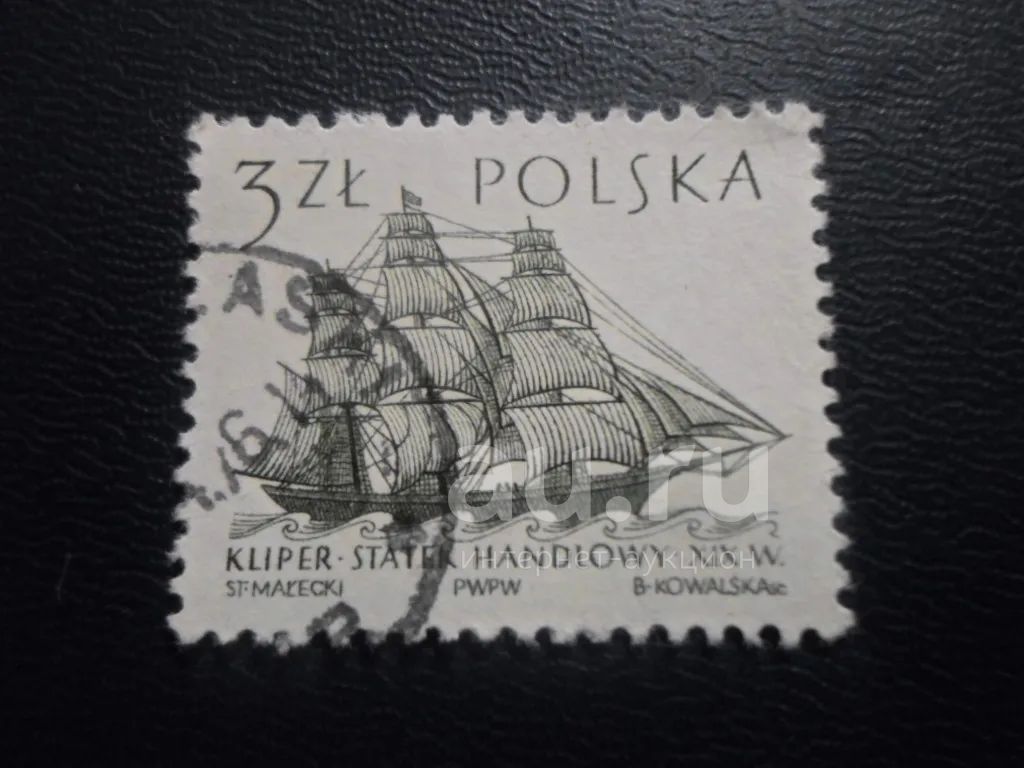 3 ZŁ POLSKA
KLIPER · STATEK HANDLOWY · XIX W.
ST. MAŁECKI PWPW B. KOWALSKA sc.
au.ru
интернет аукцион